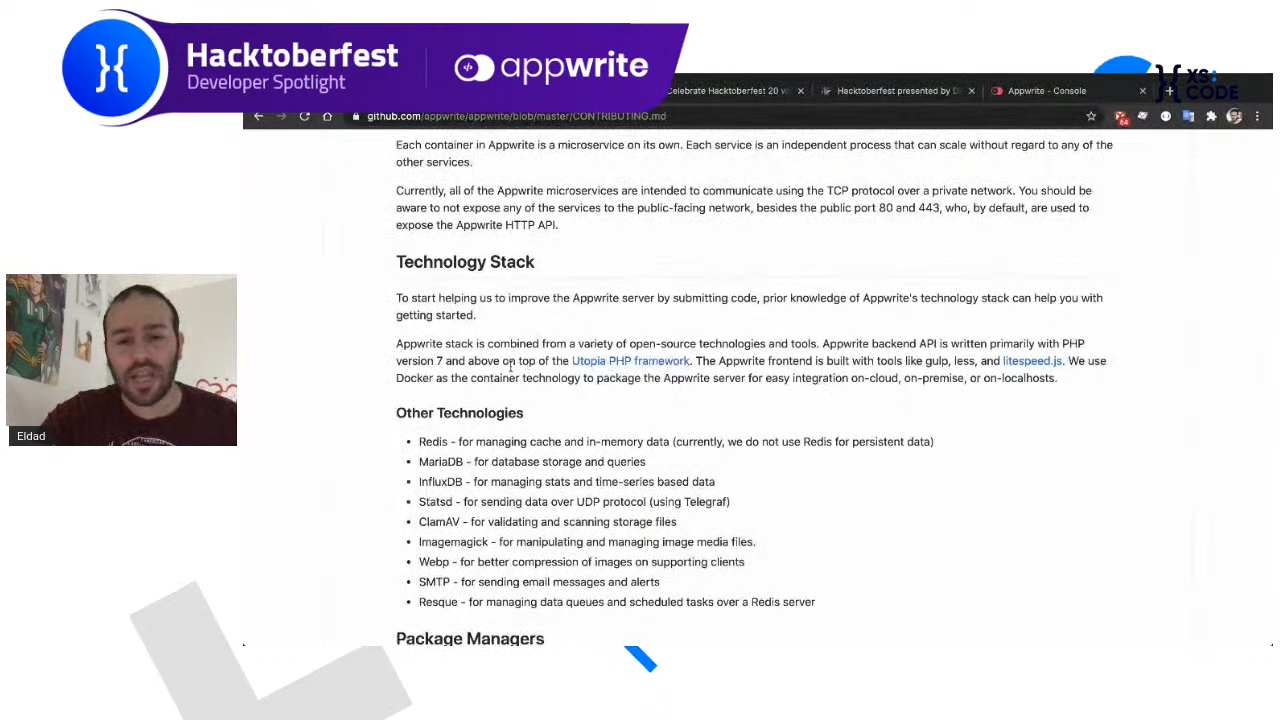 Hacktoberfest
Developer Spotlight
appwrite
XS:
CODE
Celebrate Hacktoberfest 20
Hacktoberfest presented by
Appwrite - Console
github.com/appwrite/appwrite/blob/master/CONTRIBUTING.md
64
Each container in Appwrite is a microservice on its own. Each service is an independent process that can scale without regard to any of the
other services.
Currently, all of the Appwrite microservices are intended to communicate using the TCP protocol over a private network. You should be
aware to not expose any of the services to the public-facing network, besides the public port 80 and 443, who, by default, are used to
expose the Appwrite HTTP API.
Technology Stack
To start helping us to improve the Appwrite server by submitting code, prior knowledge of Appwrite's technology stack can help you with
getting started.
Appwrite stack is combined from a variety of open-source technologies and tools. Appwrite backend API is written primarily with PHP
version 7 and above on top of the Utopia PHP framework. The Appwrite frontend is built with tools like gulp, less, and litespeed.js. We use
Docker as the container technology to package the Appwrite server for easy integration on-cloud, on-premise, or on-localhosts.
Other Technologies
• Redis - for managing cache and in-memory data (currently, we do not use Redis for persistent data)
• MariaDB - for database storage and queries
• InfluxDB - for managing stats and time-series based data
• Statsd - for sending data over UDP protocol (using Telegraf)
• ClamAV - for validating and scanning storage files
• Imagemagick - for manipulating and managing image media files.
• Webp - for better compression of images on supporting clients
• SMTP - for sending email messages and alerts
• Resque - for managing data queues and scheduled tasks over a Redis server
Package Managers
Eldad